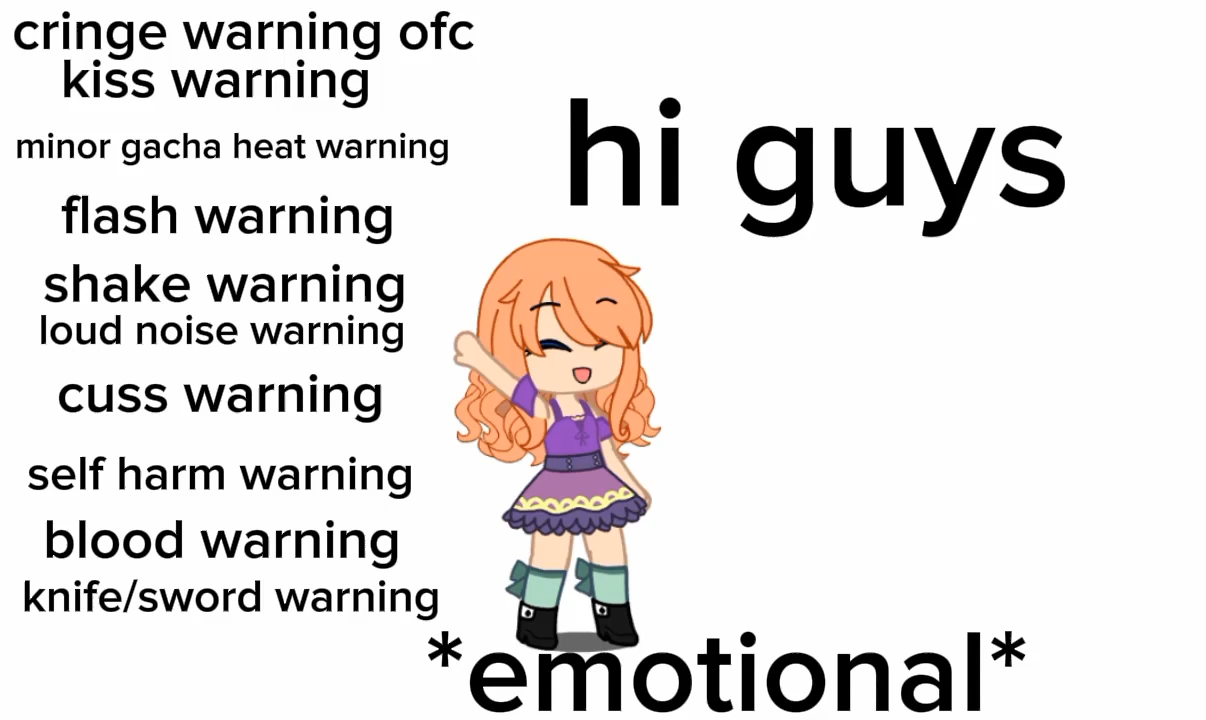 cringe warning ofc
kiss warning
minor gacha heat warning
flash warning
shake warning
loud noise warning
cuss warning
self harm warning
blood warning
knife/sword warning
hi guys
*emotional*